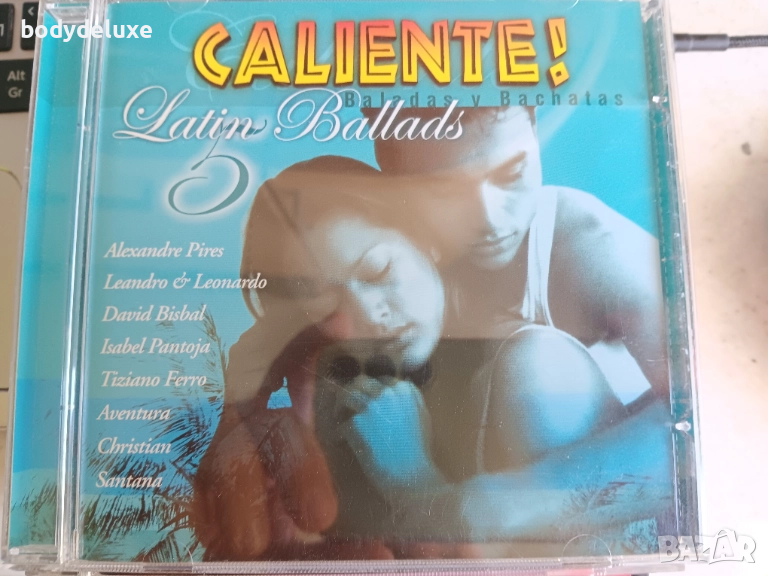 bodydeluxe
CALIENTE!
Baladas y Bachatas
Latin Ballads
5
Alexandre Pires
Leandro & Leonardo
David Bisbal
Isabel Pantoja
Tiziano Ferro
Aventura
Christian
Santana
Alt
Gr
BAZAR